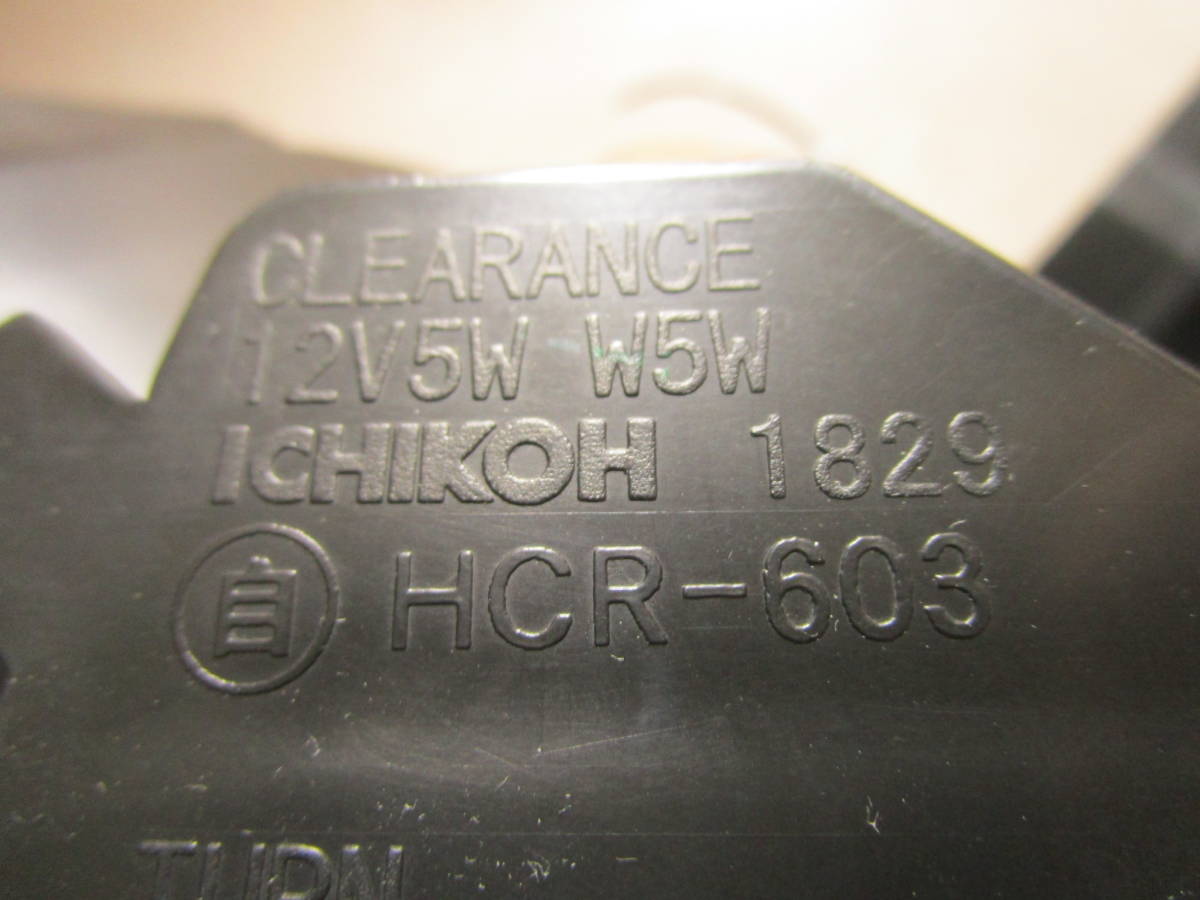 CLEARANCE
12V5W W5W
ICHIKOH 1829
自 HCR-603
TURN